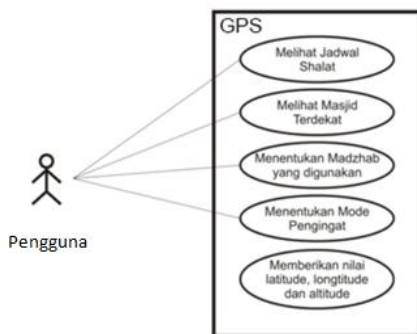 GPS
Melihat Jadwal
Shalat
Melihat Masjid
Terdekat
Menentukan Madzhab
yang digunakan
Menentukan Mode
Pengingat
Memberikan nilai
latitude, longtitude
dan altitude
Pengguna